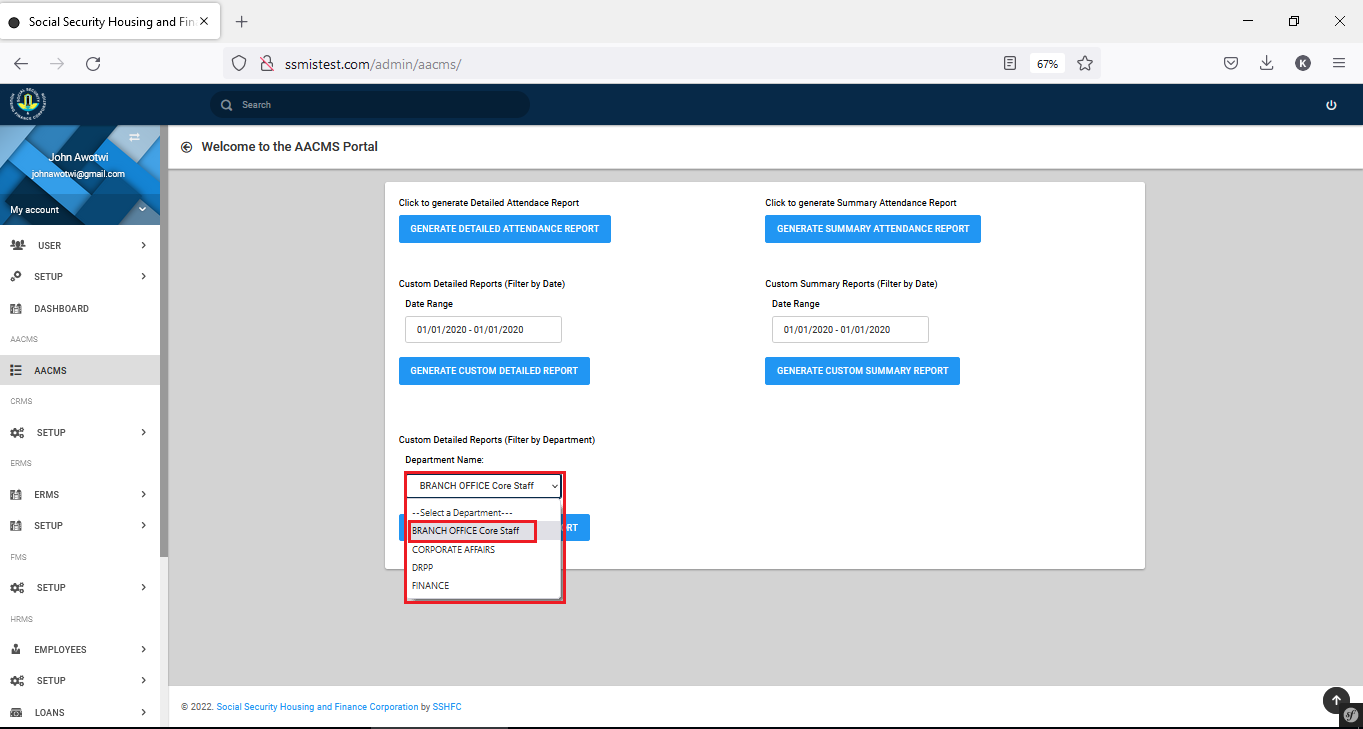 Social Security Housing and Fin
ssmistest.com/admin/aacms/
67%
K
Search
John Awotwi
johnawotwi@gmail.com
My account
USER
SETUP
DASHBOARD
AACMS
AACMS
CRMS
SETUP
ERMS
ERMS
SETUP
FMS
SETUP
HRMS
EMPLOYEES
SETUP
LOANS
Welcome to the AACMS Portal
Click to generate Detailed Attendace Report
GENERATE DETAILED ATTENDANCE REPORT
Click to generate Summary Attendance Report
GENERATE SUMMARY ATTENDANCE REPORT
Custom Detailed Reports (Filter by Date)
Date Range
01/01/2020 - 01/01/2020
GENERATE CUSTOM DETAILED REPORT
Custom Summary Reports (Filter by Date)
Date Range
01/01/2020 - 01/01/2020
GENERATE CUSTOM SUMMARY REPORT
Custom Detailed Reports (Filter by Department)
Department Name:
BRANCH OFFICE Core Staff
--Select a Department---
BRANCH OFFICE Core Staff
CORPORATE AFFAIRS
DRPP
FINANCE
© 2022. Social Security Housing and Finance Corporation by SSHFC